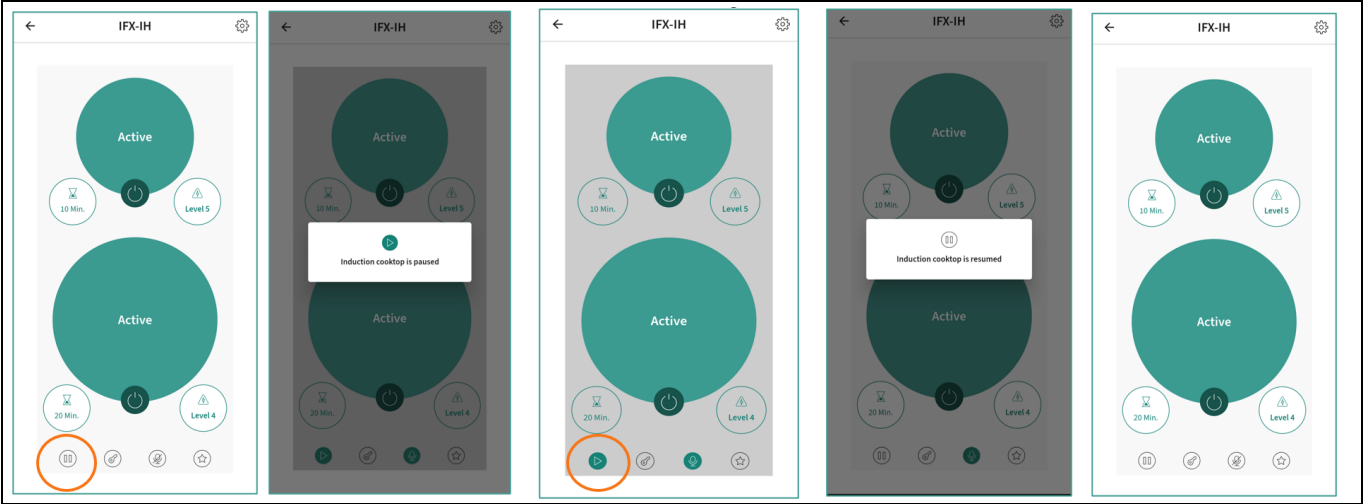 IFX-IH
Active
10 Min.
Level 5
Active
20 Min.
Level 4
IFX-IH
Active
10 Min.
Level 5
Induction cooktop is paused
Active
20 Min.
Level 4
IFX-IH
Active
10 Min.
Level 5
Active
20 Min.
Level 4
IFX-IH
Active
10 Min.
Level 5
Induction cooktop is resumed
Active
20 Min.
Level 4
IFX-IH
Active
10 Min.
Level 5
Active
20 Min.
Level 4